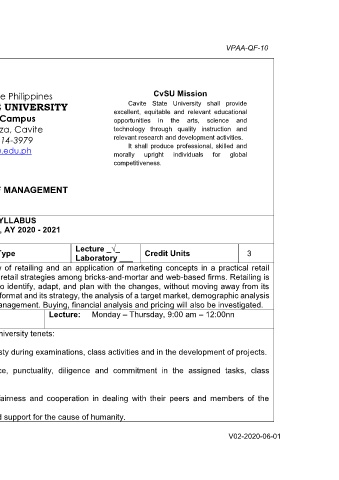 VPAA-QF-10
e Philippines
E UNIVERSITY
Campus
za, Cavite
14-3979
u.edu.ph
CvSU Mission
Cavite State University shall provide
excellent, equitable and relevant educational
opportunities in the arts, science and
technology through quality instruction and
relevant research and development activities.
It shall produce professional, skilled and
morally upright individuals for global
competitiveness.
F MANAGEMENT
YLLABUS
, AY 2020 - 2021
Type
Lecture _√_
Laboratory ___
Credit Units
3
y of retailing and an application of marketing concepts in a practical retail
retail strategies among bricks-and-mortar and web-based firms. Retailing is
o identify, adapt, and plan with the changes, without moving away from its
format and its strategy, the analysis of a target market, demographic analysis
anagement. Buying, financial analysis and pricing will also be investigated.
Lecture: Monday – Thursday, 9:00 am – 12:00nn
niversity tenets:
sty during examinations, class activities and in the development of projects.
ce, punctuality, diligence and commitment in the assigned tasks, class
fairness and cooperation in dealing with their peers and members of the
d support for the cause of humanity.
V02-2020-06-01